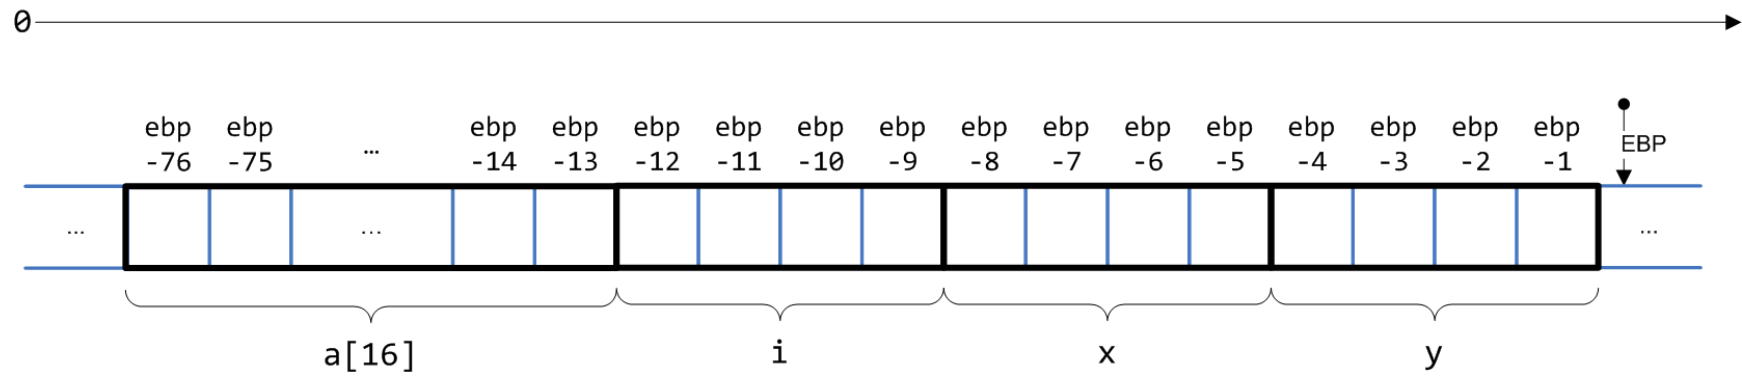 0
ebp ebp ebp ebp ebp ebp ebp ebp ebp ebp ebp ebp ebp ebp ebp ebp
-76 -75 ... -14 -13 -12 -11 -10 -9 -8 -7 -6 -5 -4 -3 -2 -1
EBP
... ... ...
a[16] i x y